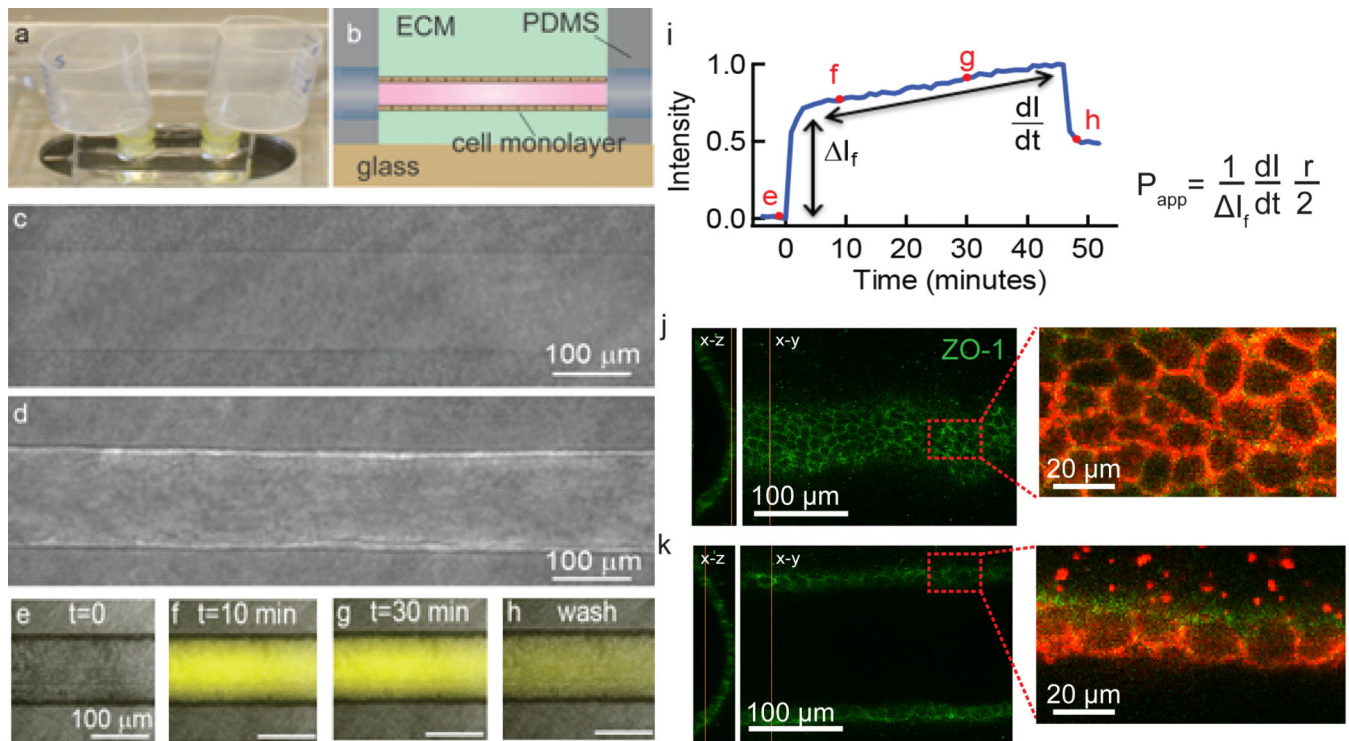 a
b
ECM
PDMS
cell monolayer
glass
c
100 μm
d
100 μm
e t=0
100 μm
f t=10 min
g t=30 min
h wash
i
Intensity
1.0
0.5
0.0
e
f
g
h
ΔI_f
dI
dt
0 10 20 30 40 50
Time (minutes)
P_app = 1/ΔI_f dI/dt r/2
j
x-z
x-y
ZO-1
100 μm
20 μm
k
x-z
x-y
100 μm
20 μm